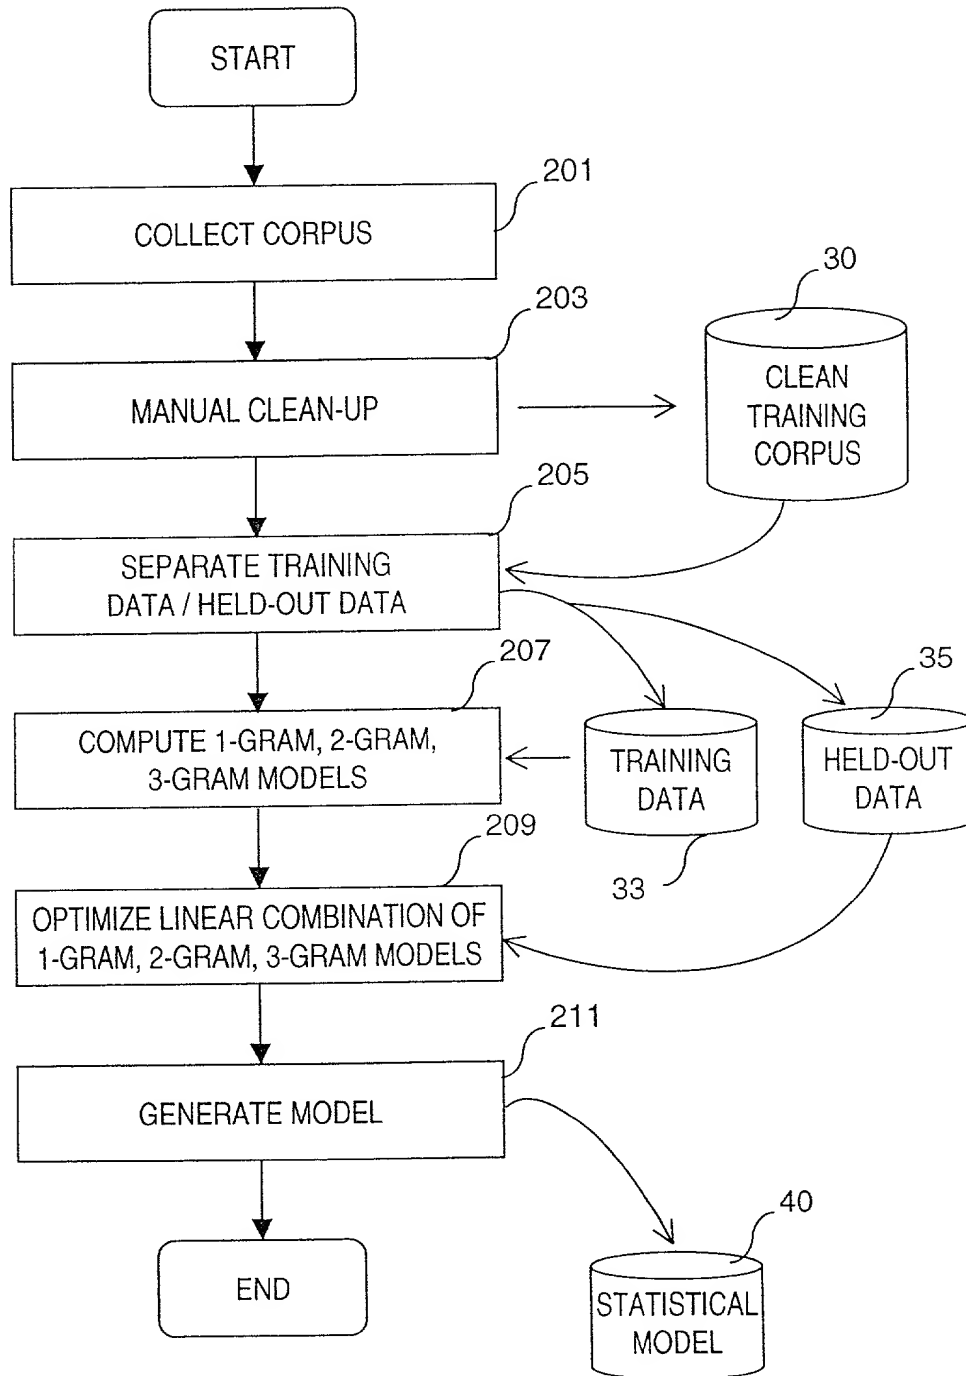 START
201
COLLECT CORPUS
30
203
CLEAN
TRAINING
CORPUS
MANUAL CLEAN-UP
205
SEPARATE TRAINING
DATA / HELD-OUT DATA
207
35
COMPUTE 1-GRAM, 2-GRAM,
3-GRAM MODELS
TRAINING
DATA
HELD-OUT
DATA
209
33
OPTIMIZE LINEAR COMBINATION OF
1-GRAM, 2-GRAM, 3-GRAM MODELS
211
GENERATE MODEL
40
END
STATISTICAL
MODEL